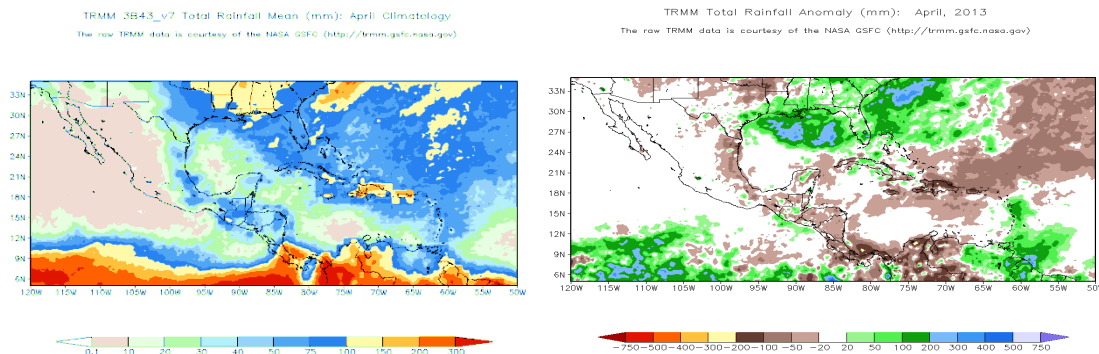 TRMM 3B43_v7 Total Rainfall Mean (mm): April Climatology
The raw TRMM data is courtesy of the NASA GSFC (http://trmm.gsfc.nasa.gov)
33N
30N
27N
24N
21N
18N
15N
12N
9N
6N
120W 115W 110W 105W 100W 95W 90W 85W 80W 75W 70W 65W 60W 55W 50W
0.1 10 20 30 40 50 75 100 150 200 300
TRMM Total Rainfall Anomaly (mm): April, 2013
The raw TRMM data is courtesy of the NASA GSFC (http://trmm.gsfc.nasa.gov)
33N
30N
27N
24N
21N
18N
15N
12N
9N
6N
120W 115W 110W 105W 100W 95W 90W 85W 80W 75W 70W 65W 60W 55W 50
-750 -500 -400 -300 -200 -100 -50 -20 20 50 100 200 300 400 500 750